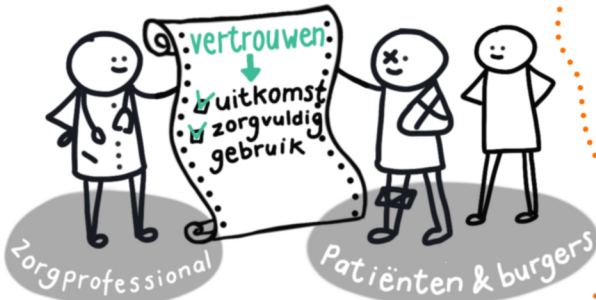 vertrouwen
uitkomst
zorgvuldig
gebruik
Zorgprofessional
Patiënten & burgers